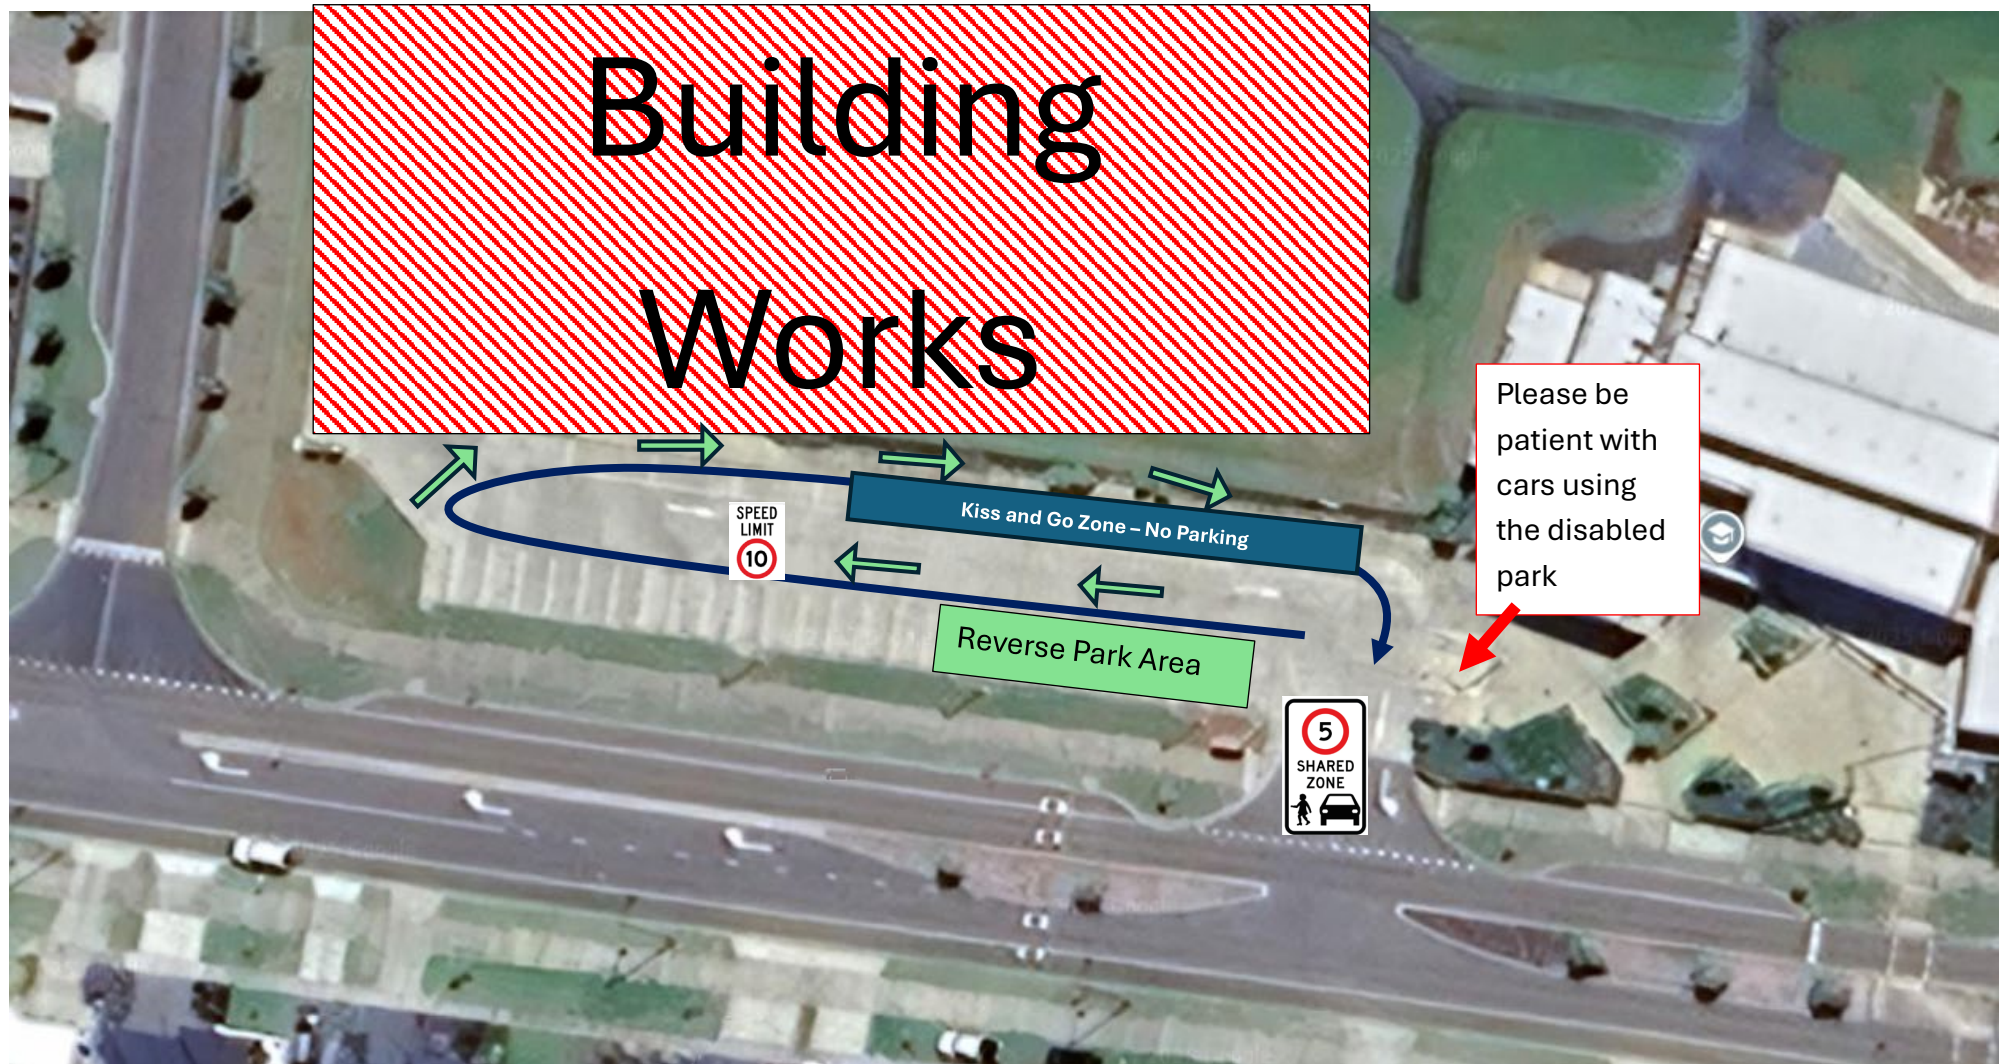 Building
Works
Please be
patient with
cars using
the disabled
park
SPEED
LIMIT
10
Kiss and Go Zone – No Parking
Reverse Park Area
5
SHARED
ZONE